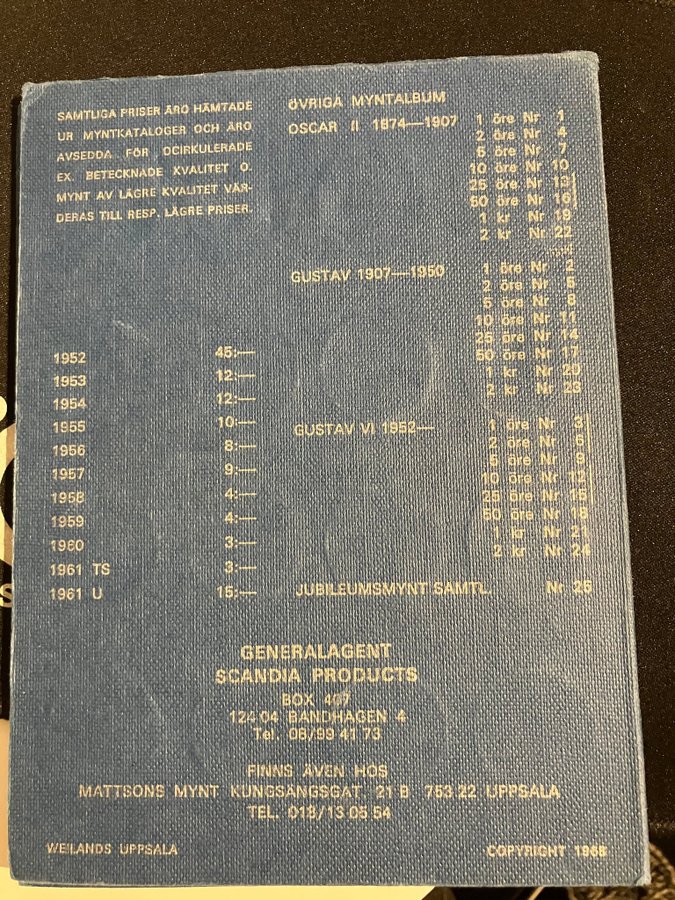 SAMTLIGA PRISER ÄRO HÄMTADE
UR MYNTKATALOGER OCH ÄRO
AVSEDDA FÖR OCIRKULERADE
EX. BETECKNADE KVALITET O.
MYNT AV LÄGRE KVALITET VÄR-
DERAS TILL RESP. LÄGRE PRISER.
1952 45:—
1953 12:—
1954 12:—
1955 10:—
1956 8:—
1957 9:—
1958 4:—
1959 4:—
1960 3:—
1961 TS 3:—
1961 U 15:—
ÖVRIGA MYNTALBUM
OSCAR II 1874—1907 1 öre Nr 1
2 öre Nr 4
5 öre Nr 7
10 öre Nr 10
25 öre Nr 13
50 öre Nr 16
1 kr Nr 19
2 kr Nr 22
GUSTAV 1907—1950 1 öre Nr 2
2 öre Nr 5
5 öre Nr 8
10 öre Nr 11
25 öre Nr 14
50 öre Nr 17
1 kr Nr 20
2 kr Nr 23
GUSTAV VI 1952— 1 öre Nr 3
2 öre Nr 6
5 öre Nr 9
10 öre Nr 12
25 öre Nr 15
50 öre Nr 18
1 kr Nr 21
2 kr Nr 24
JUBILEUMSMYNT SAMTL. Nr 25
GENERALAGENT
SCANDIA PRODUCTS
BOX 407
124 04 BANDHAGEN 4
Tel. 08/99 41 73
FINNS ÄVEN HOS
MATTSONS MYNT KUNGSÄNGSGAT. 21 B 753 22 UPPSALA
TEL. 018/13 05 54
WEILANDS UPPSALA
COPYRIGHT 1968